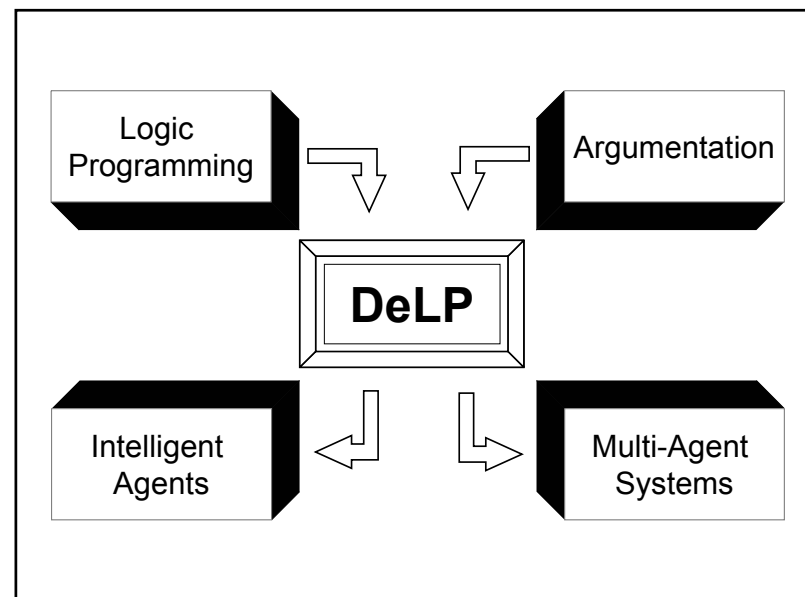 Logic
Programming
Argumentation
DeLP
Intelligent
Agents
Multi-Agent
Systems